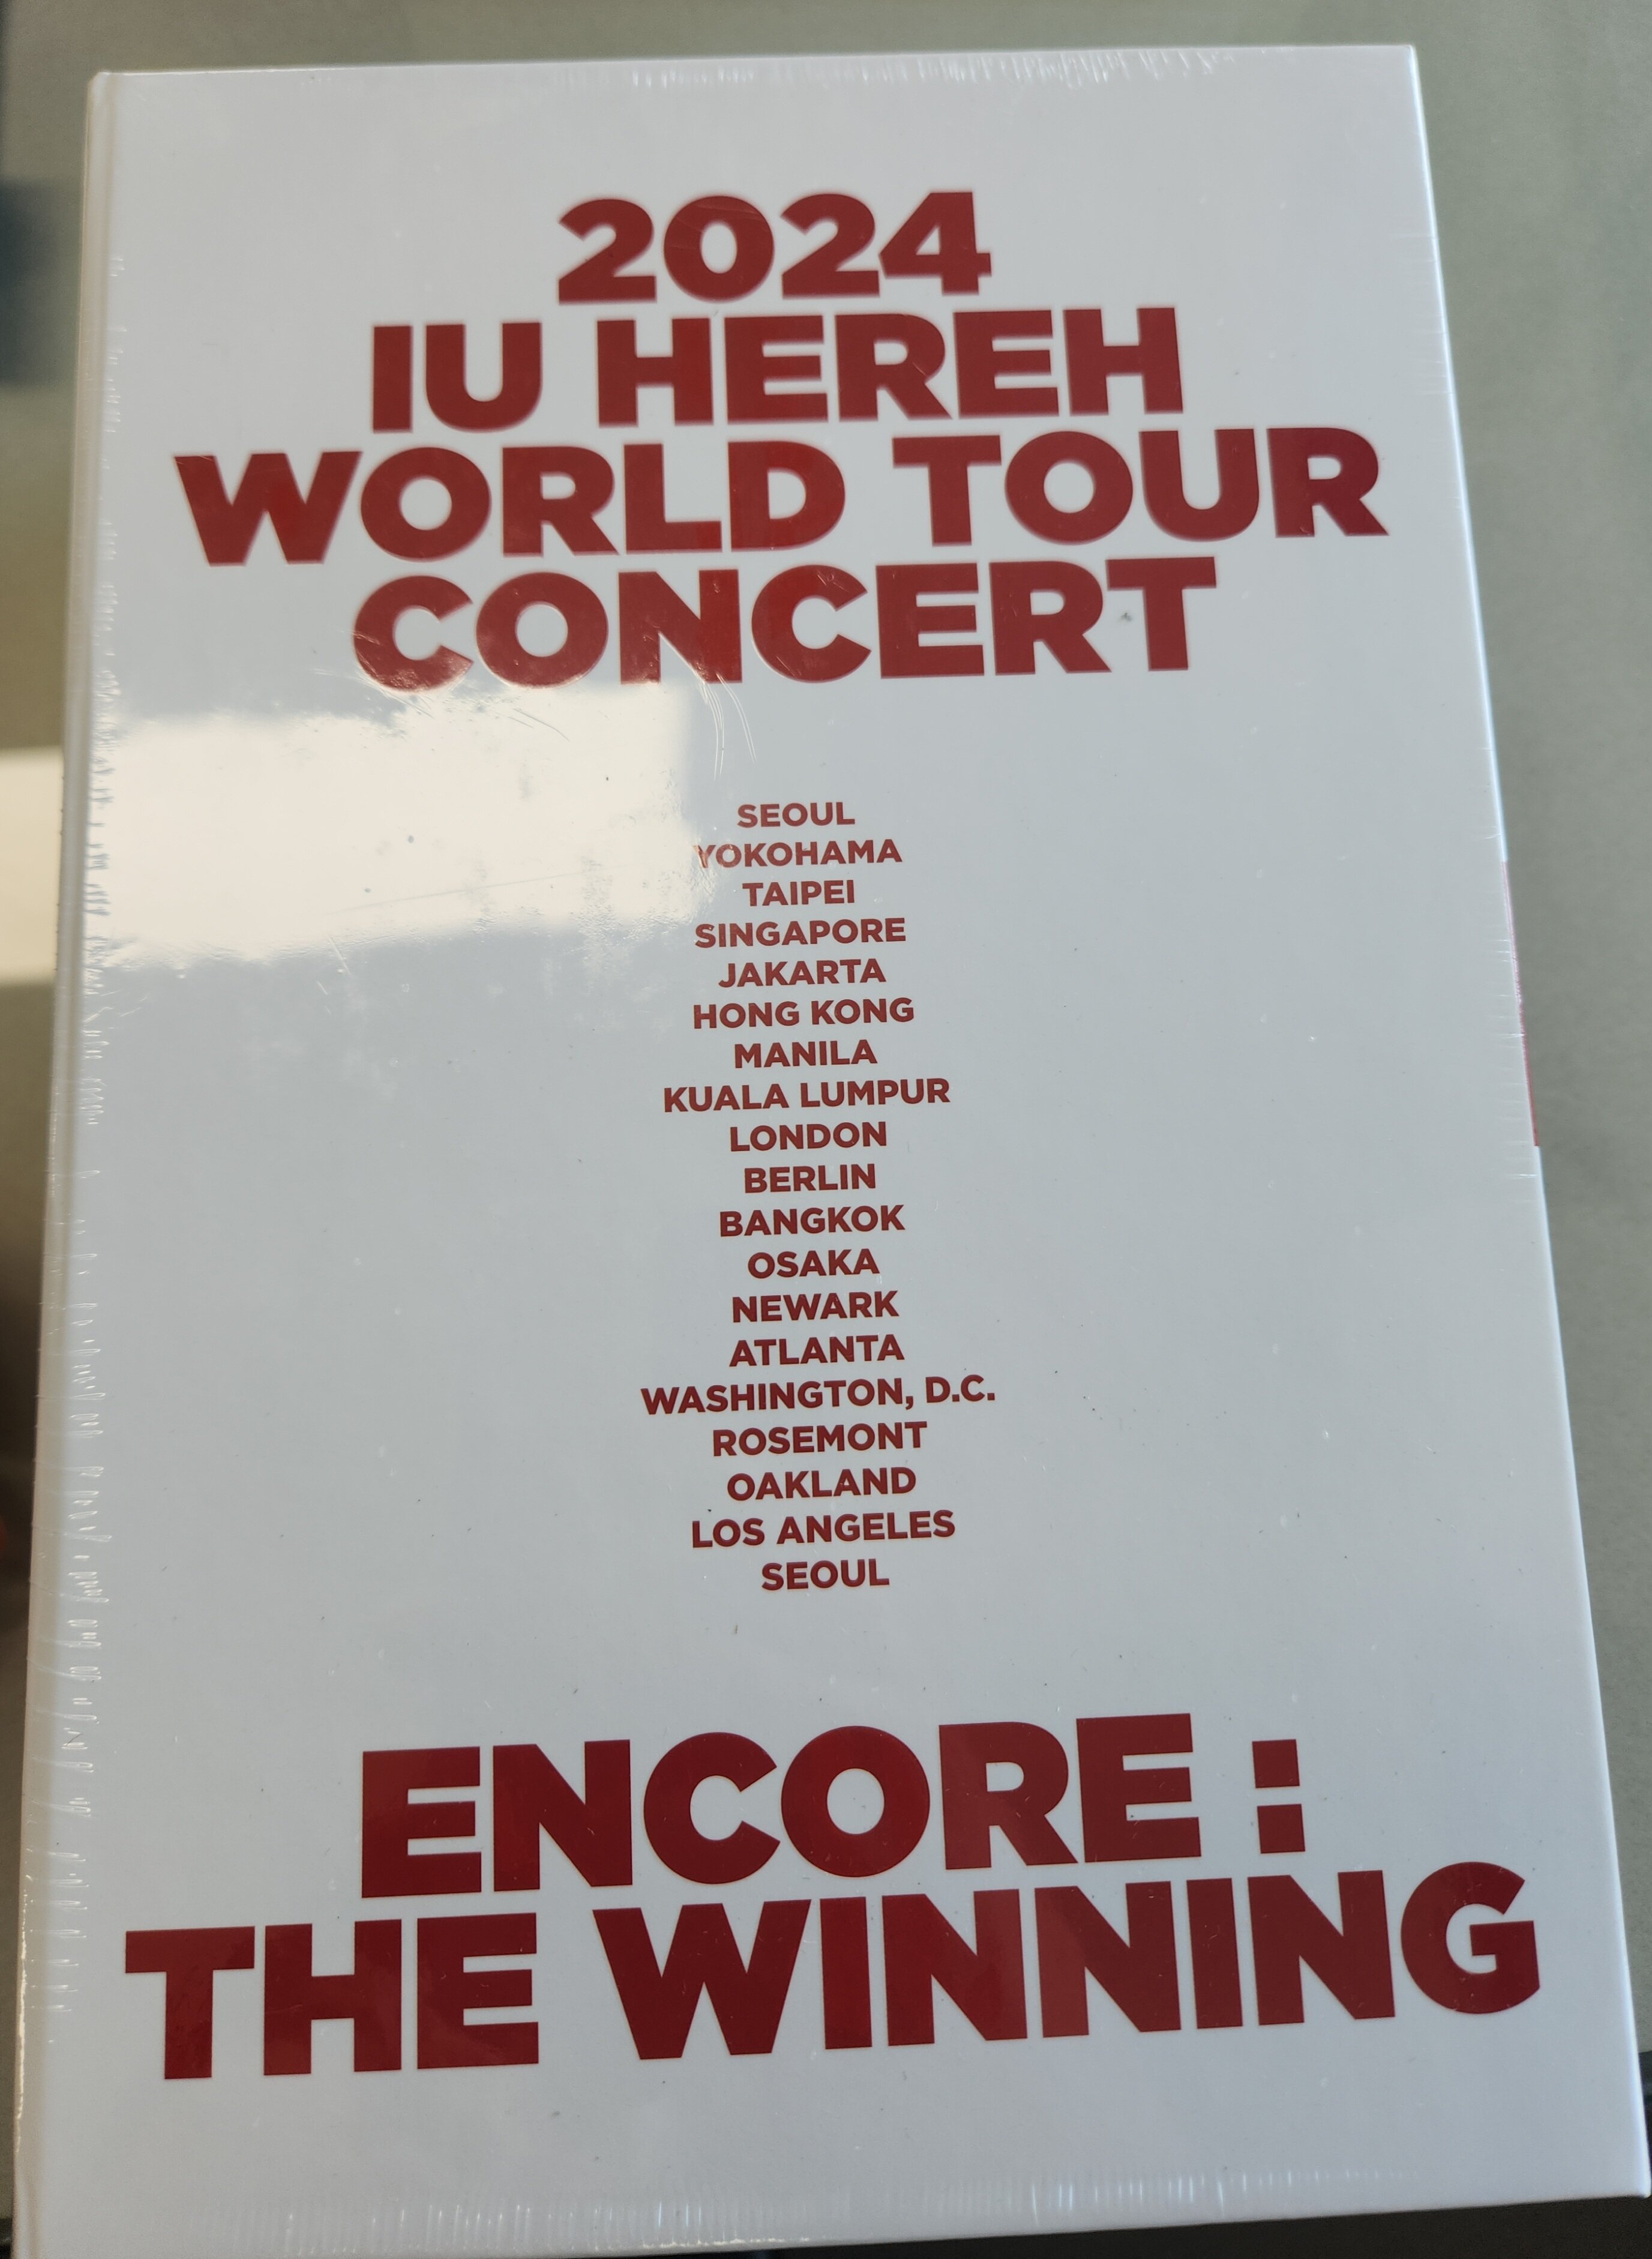 2024
IU HEREH
WORLD TOUR
CONCERT
SEOUL
YOKOHAMA
TAIPEI
SINGAPORE
JAKARTA
HONG KONG
MANILA
KUALA LUMPUR
LONDON
BERLIN
BANGKOK
OSAKA
NEWARK
ATLANTA
WASHINGTON, D.C.
ROSEMONT
OAKLAND
LOS ANGELES
SEOUL
ENCORE :
THE WINNING